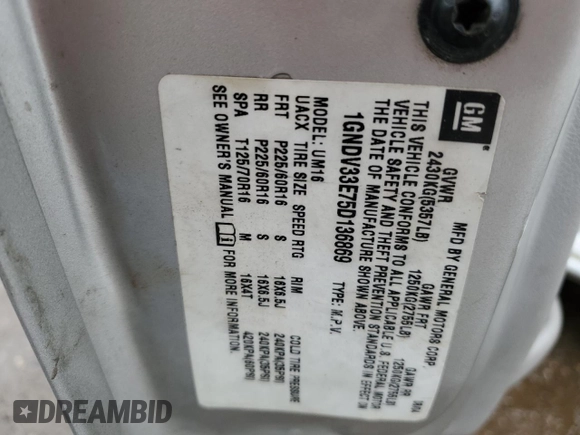 GM
MFD BY GENERAL MOTORS CORP.
GVWR GAWR FRT GAWR RR
2430KG(5357LB) 1250KG(2756LB) 1250KG(2756LB)
THIS VEHICLE CONFORMS TO ALL APPLICABLE U.S. FEDERAL MOTOR
VEHICLE SAFETY AND THEFT PREVENTION STANDARDS IN EFFECT ON
THE DATE OF MANUFACTURE SHOWN ABOVE.
1GNDV33E75D136869 TYPE: M.P.V.
MODEL: UM16
UACX TIRE SIZE SPEED RTG RIM COLD TIRE PRESSURE
FRT P225/60R16 S 16X6.5J 240KPA(35PSI)
RR P225/60R16 S 16X6.5J 240KPA(35PSI)
SPA T125/70R16 M 16X4T 420KPA(60PSI)
SEE OWNER'S MANUAL FOR MORE INFORMATION
DREAMBID